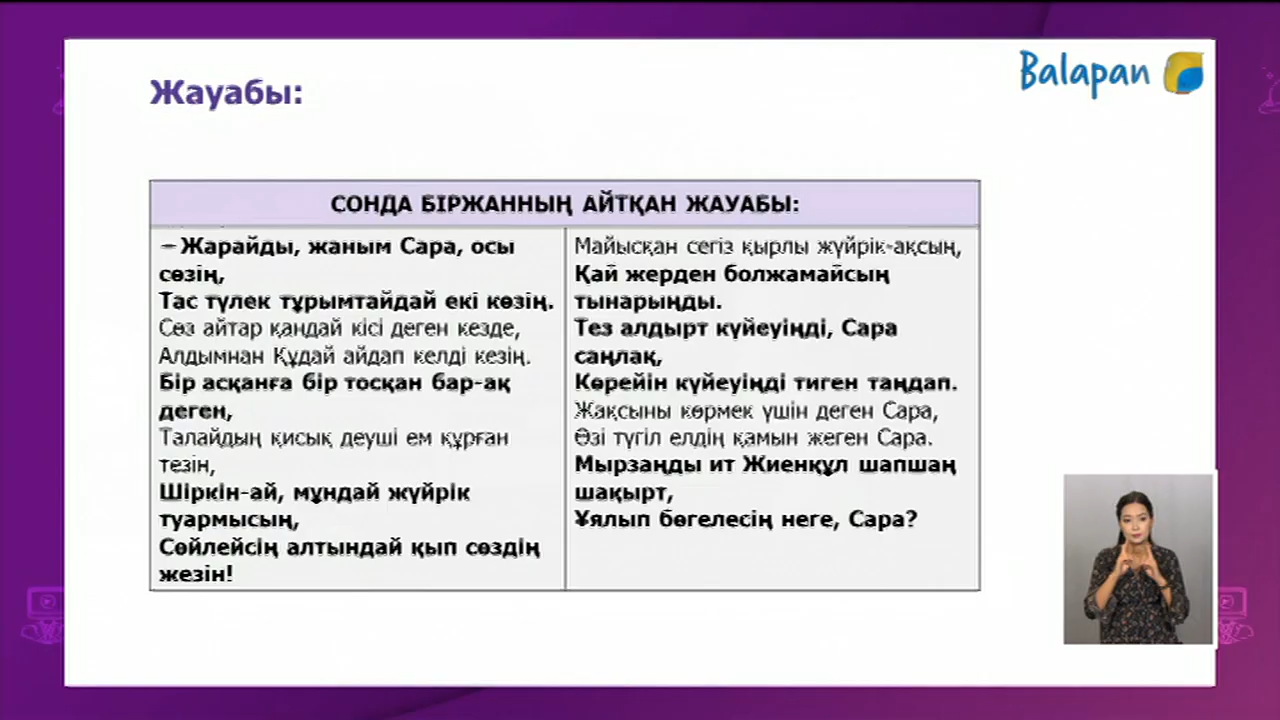 Balapan
Жауабы:
СОНДА БІРЖАННЫҢ АЙТҚАН ЖАУАБЫ:
– Жарайды, жаным Сара, осы
сөзің,
Тас түлек тұрымтайдай екі көзің.
Сөз айтар қандай кісі деген кезде,
Алдымнан Құдай айдап келді кезің.
Бір асқанға бір тосқан бар-ақ
деген,
Талайдың қисық деуші ем құрған
тезін,
Шіркін-ай, мұндай жүйрік
туармысың,
Сөйлейсің алтындай қып сөздің
жезін!
Майысқан сегіз қырлы жүйрік-ақсың,
Қай жерден болжамайсың
тынарыңды.
Тез алдырт күйеуіңді, Сара
саңлақ,
Көрейін күйеуіңді тиген таңдап.
Жақсыны көрмек үшін деген Сара,
Өзі түгіл елдің қамын жеген Сара.
Мырзаңды ит Жиенқұл шапшаң
шақырт,
Ұялып бөгелесің неге, Сара?